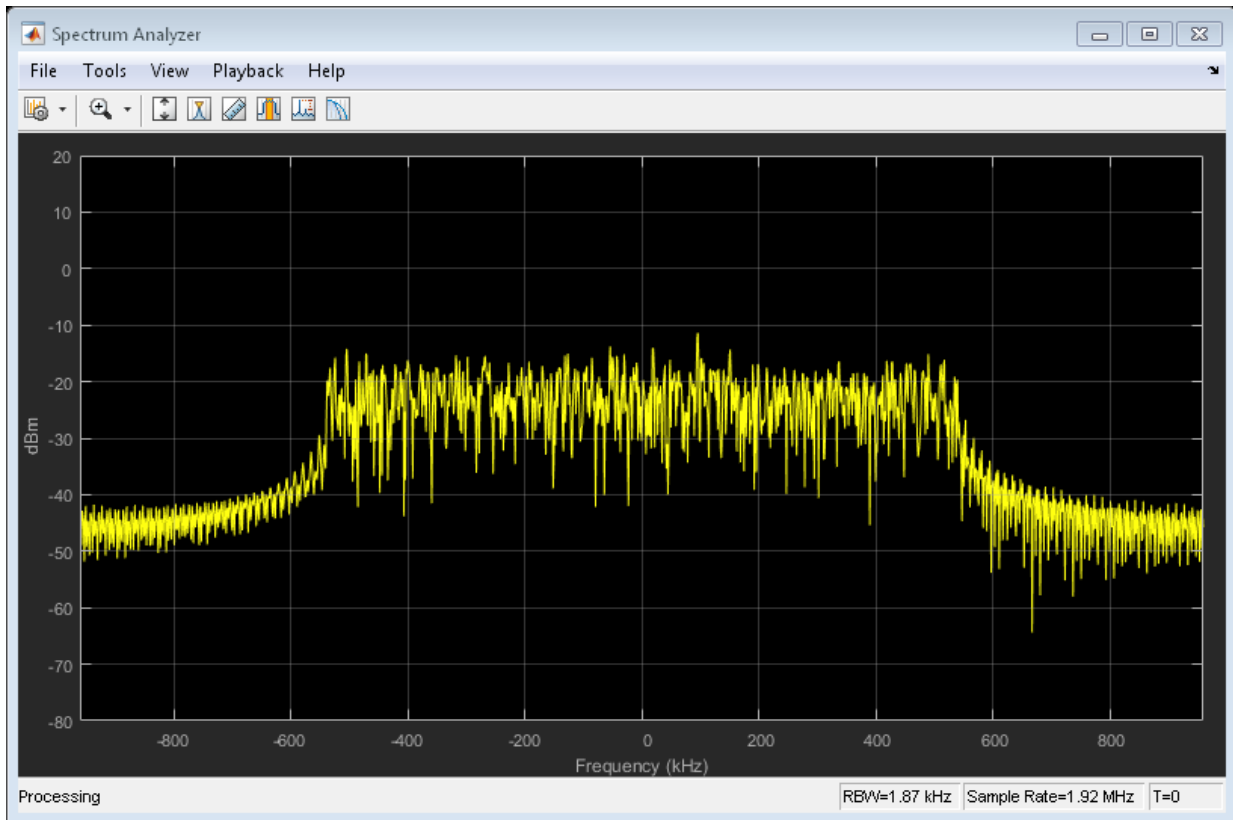 Spectrum Analyzer
File Tools View Playback Help
20
10
0
-10
-20
-30
-40
-50
-60
-70
-80
dBm
-800 -600 -400 -200 0 200 400 600 800
Frequency (kHz)
Processing RBW=1.87 kHz Sample Rate=1.92 MHz T=0